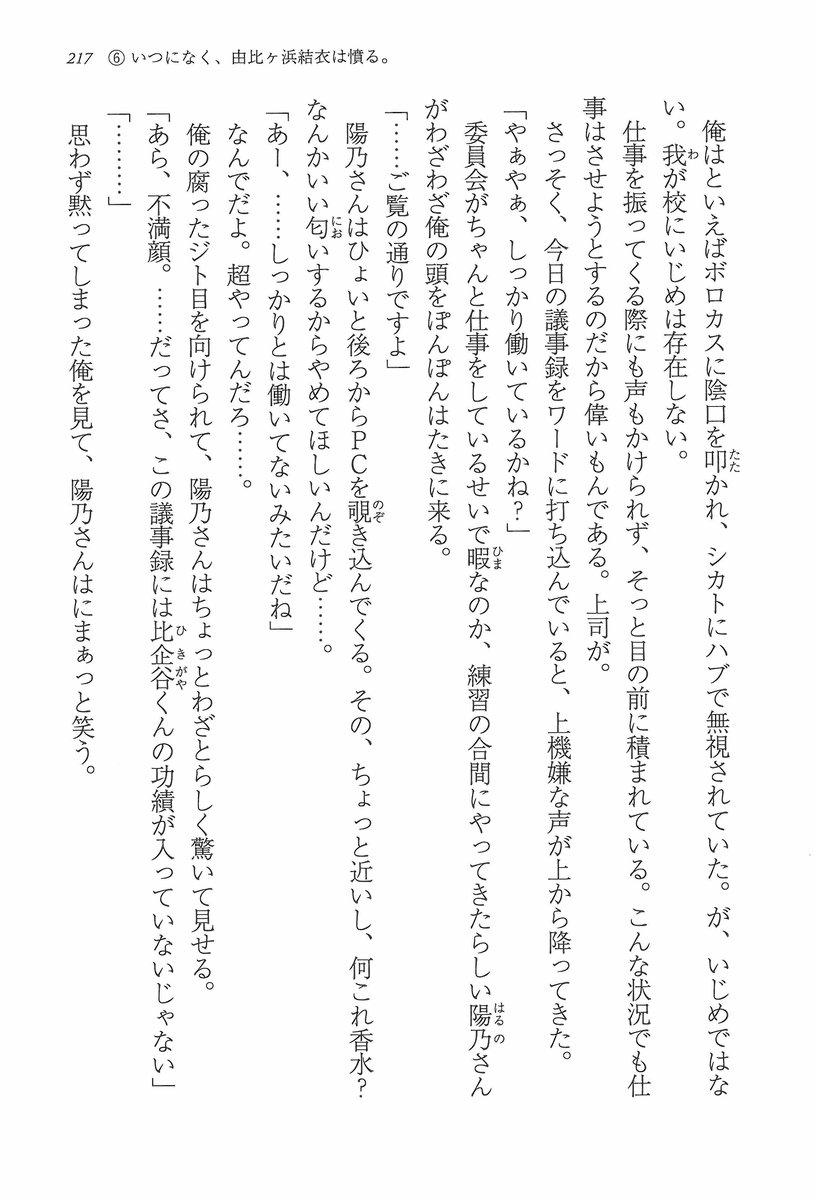 217 ⑥いつになく、由比ヶ浜結衣は憤る。
俺はといえばボロカスに陰口を叩かれ、シカトにハブで無視されていた。が、いじめではな
い。我が校にいじめは存在しない。
仕事を振ってくる際にも声もかけられず、そっと目の前に積まれている。こんな状況でも仕
事はさせようとするのだから偉いもんである。上司が。
さっそく、今日の議事録をワードに打ち込んでいると、上機嫌な声が上から降ってきた。
「やぁやぁ、しっかり働いているかね？」
委員会がちゃんと仕事をしているせいで暇なのか、練習の合間にやってきたらしい陽乃さん
がわざわざ俺の頭をぽんぽんはたきに来る。
「……ご覧の通りですよ」
陽乃さんはひょいと後ろからＰＣを覗き込んでくる。その、ちょっと近いし、何これ香水？
なんかいい匂いするからやめてほしいんだけど……。
「あー、……しっかりとは働いてないみたいだね」
なんでだよ。超やってんだろ……。
俺の腐ったジト目を向けられて、陽乃さんはちょっとわざとらしく驚いて見せる。
「あら、不満顔。……だってさ、この議事録には比企谷くんの功績が入っていないじゃない」
「………」
思わず黙ってしまった俺を見て、陽乃さんはにまぁっと笑う。